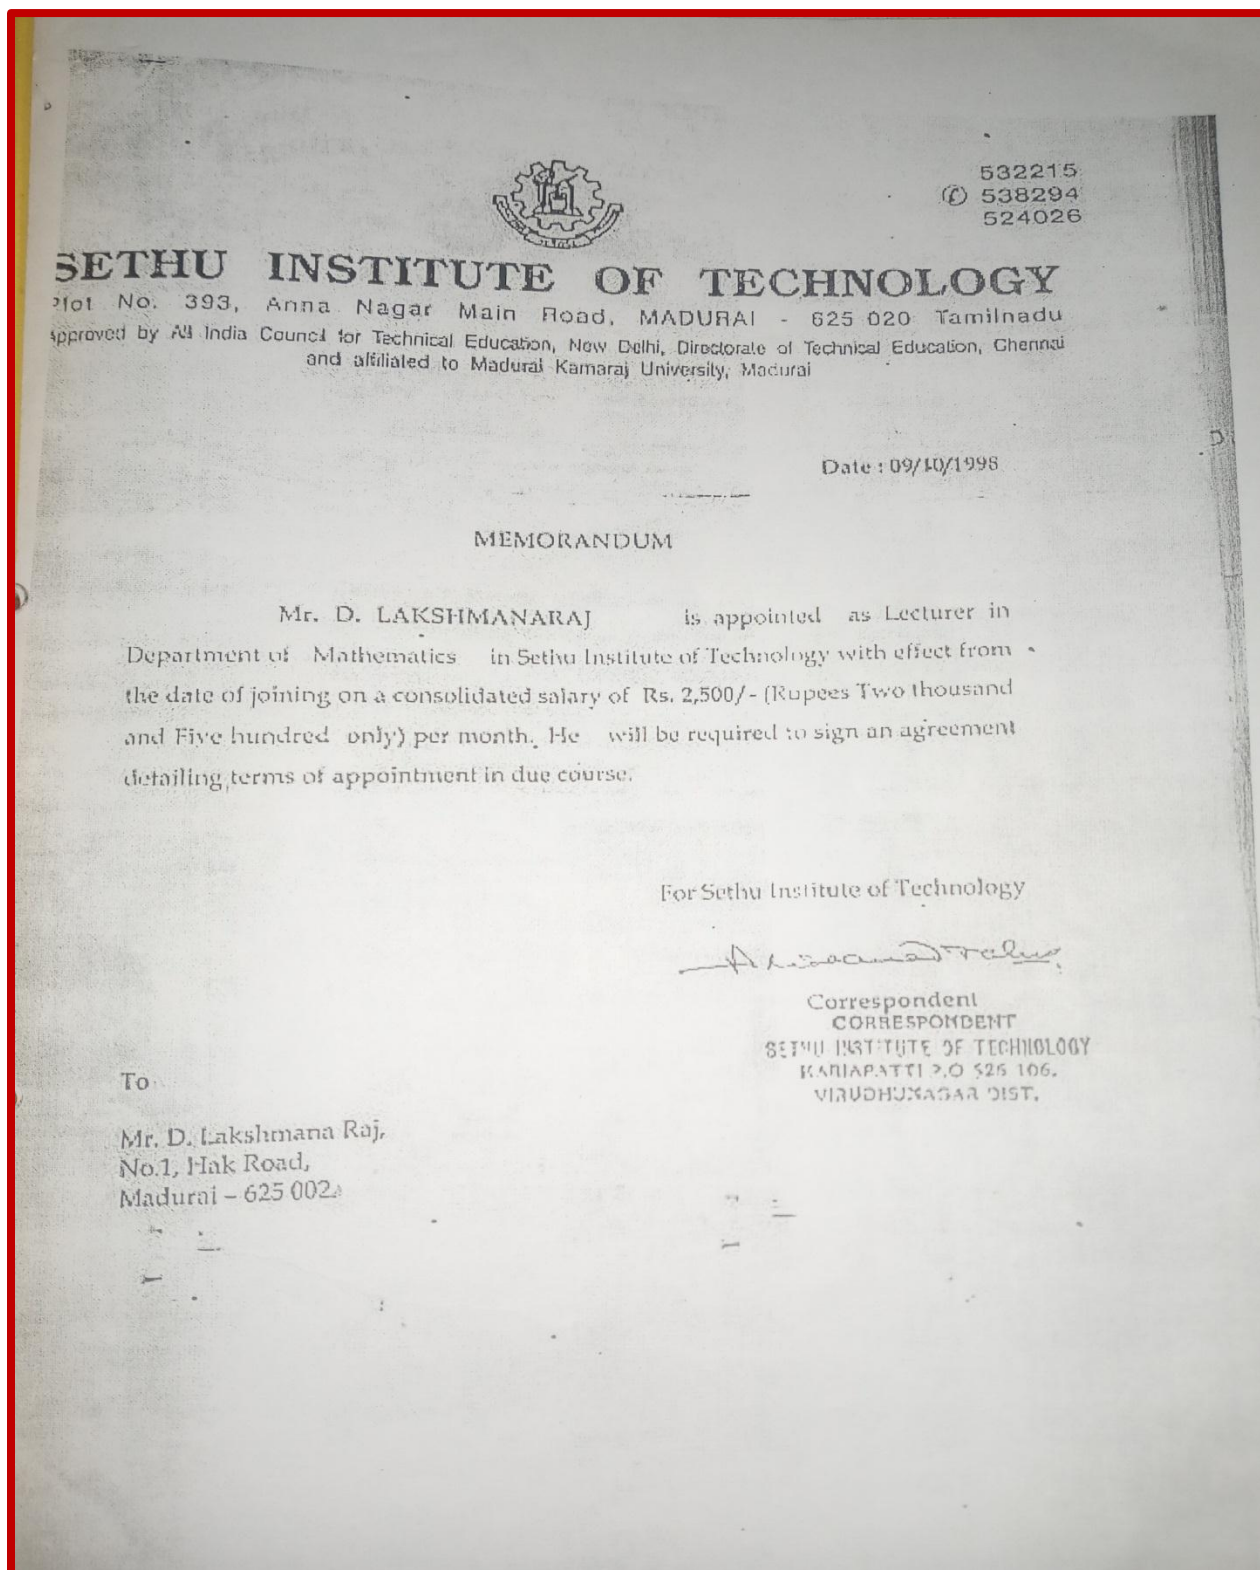 532215
✆ 538294
524026
SETHU INSTITUTE OF TECHNOLOGY
Plot No. 393, Anna Nagar Main Road, MADURAI - 625 020 Tamilnadu
Approved by All India Council for Technical Education, New Delhi, Directorate of Technical Education, Chennai
and affiliated to Madurai Kamaraj University, Madurai
Date : 09/10/1998
MEMORANDUM
Mr. D. LAKSHMANARAJ is appointed as Lecturer in
Department of Mathematics in Sethu Institute of Technology with effect from
the date of joining on a consolidated salary of Rs. 2,500/- (Rupees Two thousand
and Five hundred only) per month. He will be required to sign an agreement
detailing terms of appointment in due course.
For Sethu Institute of Technology
Correspondent
CORRESPONDENT
SETHU INSTITUTE OF TECHNOLOGY
KARIAPATTI P.O 626 106.
VIRUDHUNAGAR DIST.
To
Mr. D. Lakshmana Raj,
No.1, Hak Road,
Madurai – 625 002.